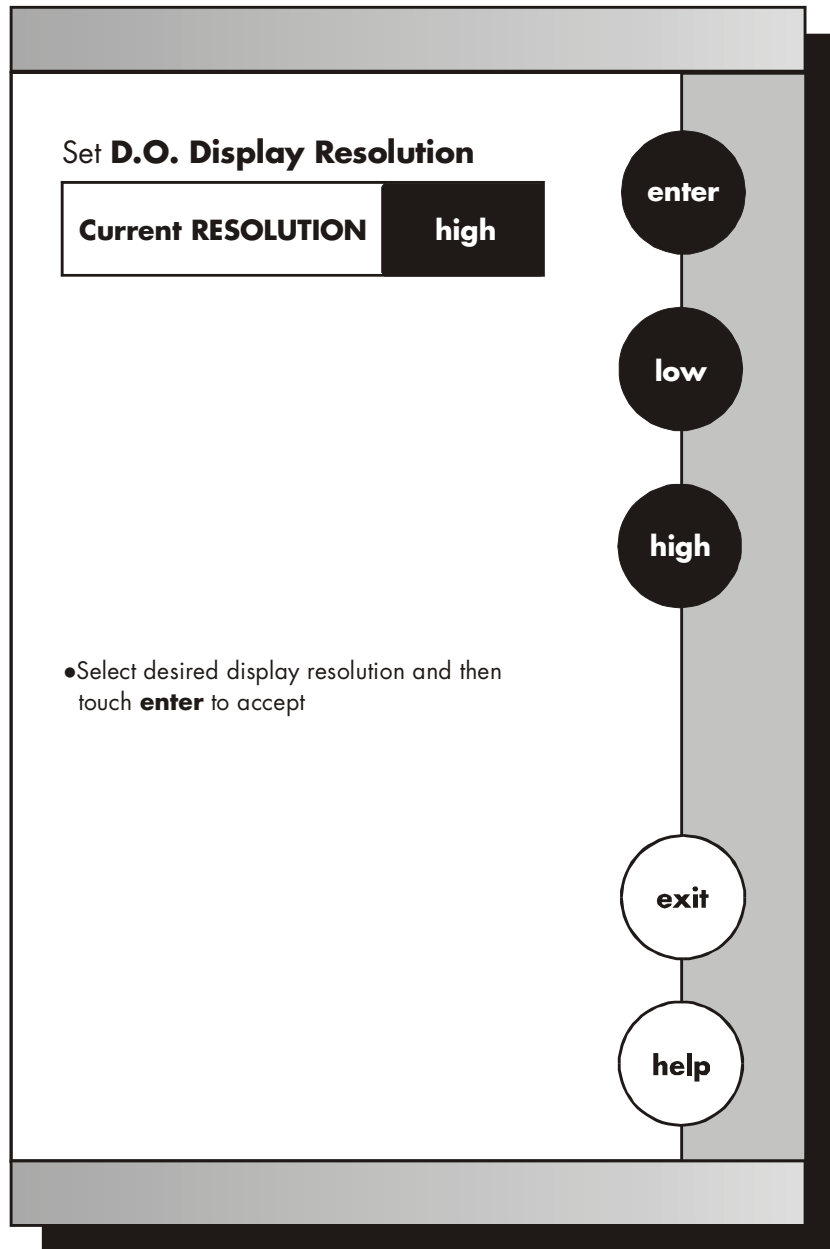 Set D.O. Display Resolution
Current RESOLUTION high
enter
low
high
●Select desired display resolution and then
touch enter to accept
exit
help